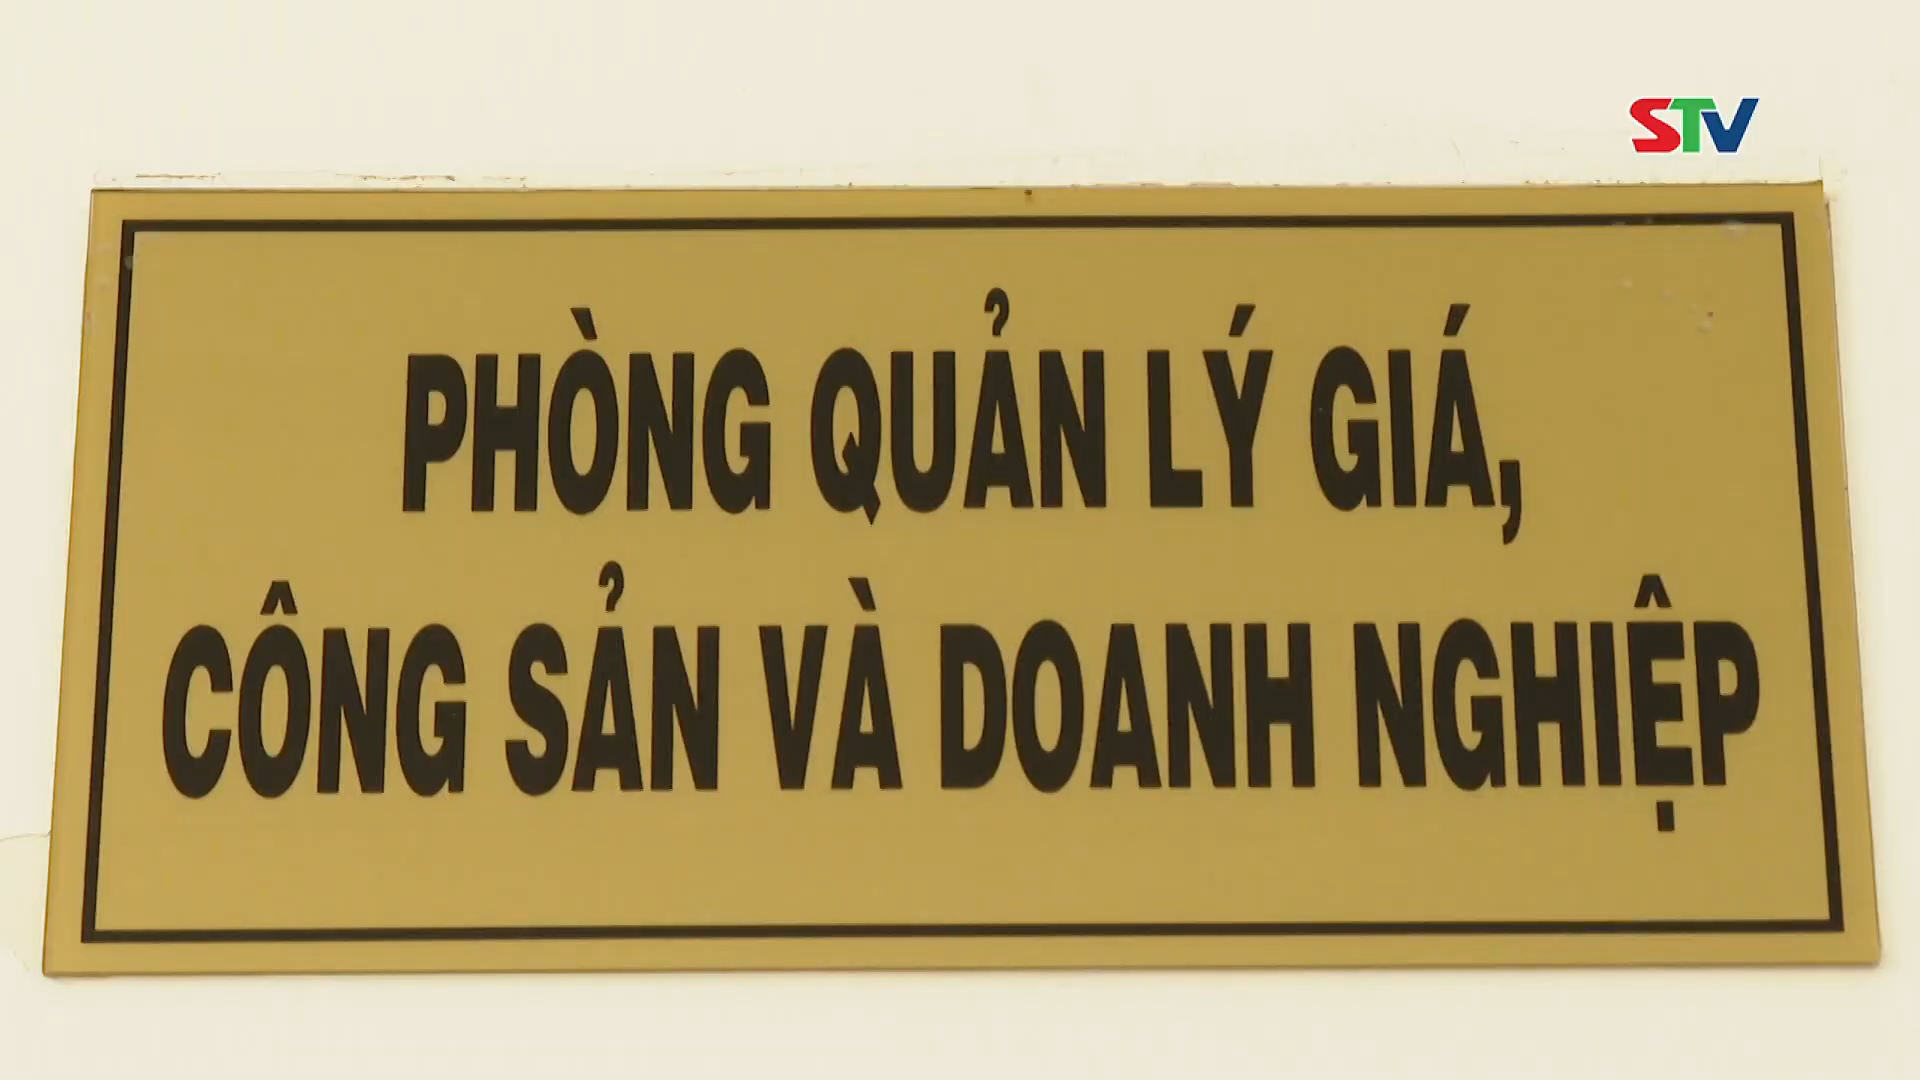 STV
PHÒNG QUẢN LÝ GIÁ,
CÔNG SẢN VÀ DOANH NGHIỆP